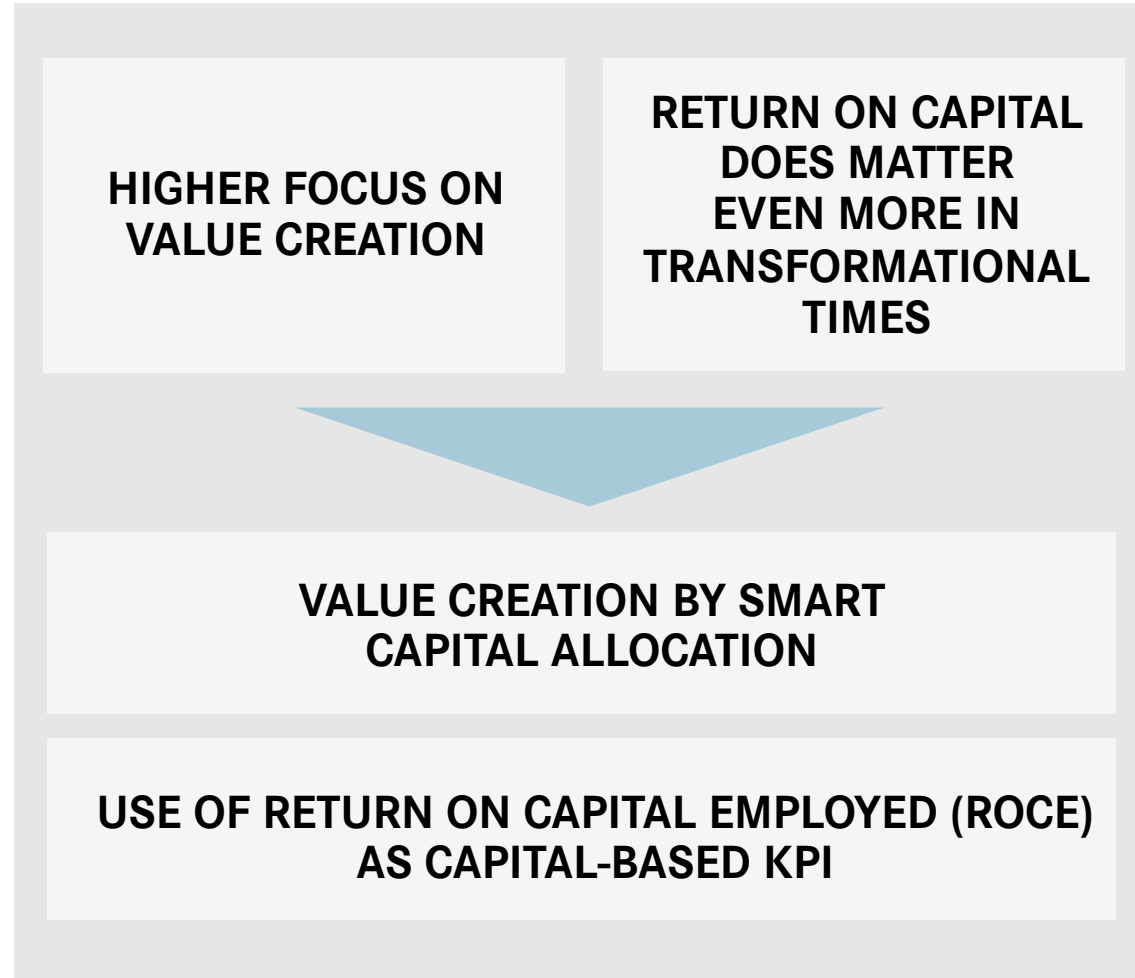 HIGHER FOCUS ON
VALUE CREATION
RETURN ON CAPITAL
DOES MATTER
EVEN MORE IN
TRANSFORMATIONAL
TIMES
VALUE CREATION BY SMART
CAPITAL ALLOCATION
USE OF RETURN ON CAPITAL EMPLOYED (ROCE)
AS CAPITAL-BASED KPI